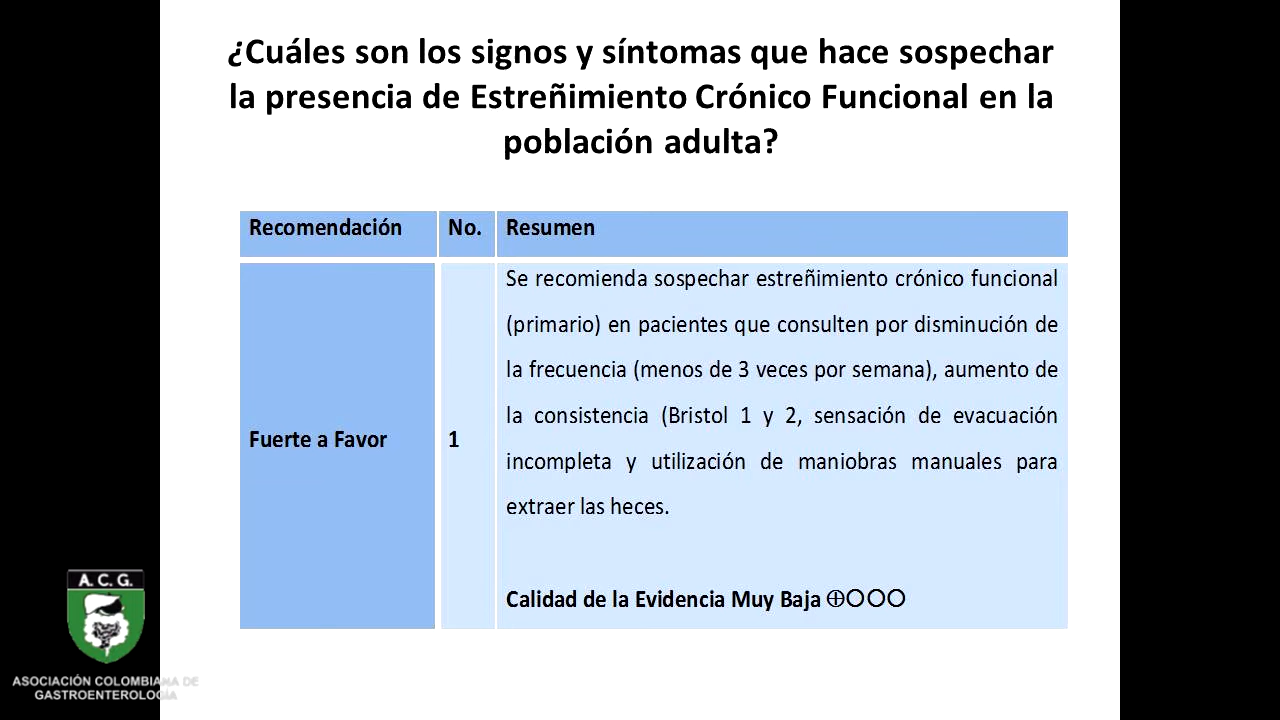 ¿Cuáles son los signos y síntomas que hace sospechar
la presencia de Estreñimiento Crónico Funcional en la
población adulta?
Recomendación No. Resumen
Fuerte a Favor 1
Se recomienda sospechar estreñimiento crónico funcional
(primario) en pacientes que consulten por disminución de
la frecuencia (menos de 3 veces por semana), aumento de
la consistencia (Bristol 1 y 2, sensación de evacuación
incompleta y utilización de maniobras manuales para
extraer las heces.
Calidad de la Evidencia Muy Baja ⨁〇〇〇
A. C. G.
ASOCIACIÓN COLOMBIANA DE
GASTROENTEROLOGÍA